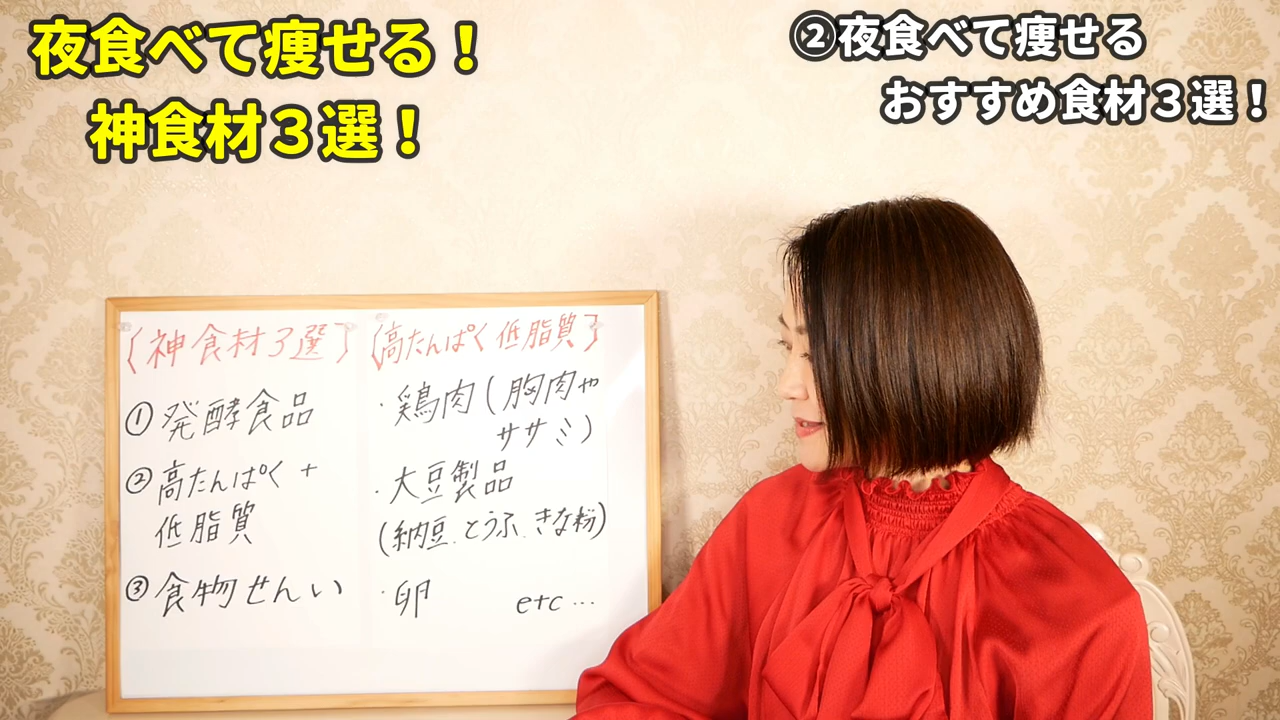 夜食べて痩せる！
神食材３選！
②夜食べて痩せる
おすすめ食材３選！
〔神食材3選〕
①発酵食品
②高たんぱく+
低脂質
③食物せんい
〔高たんぱく低脂質〕
・鶏肉(胸肉や
ササミ)
・大豆製品
(納豆、とうふ、きな粉)
・卵 etc…